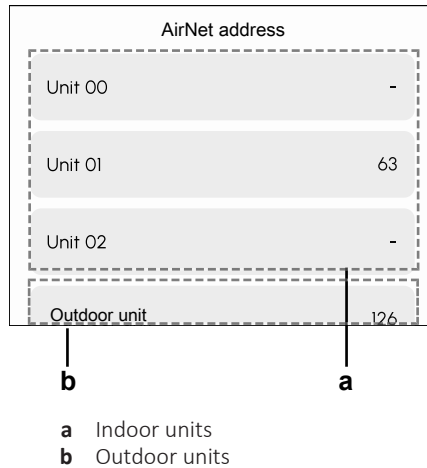 AirNet address
Unit 00 -
Unit 01 63
Unit 02 -
Outdoor unit 126
b a
a Indoor units
b Outdoor units